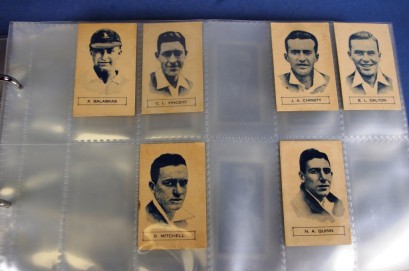 X. BALASKAS
C. L. VINCENT
J. A. CHRISTY
E. L. DALTON
B. MITCHELL
N. A. QUINN